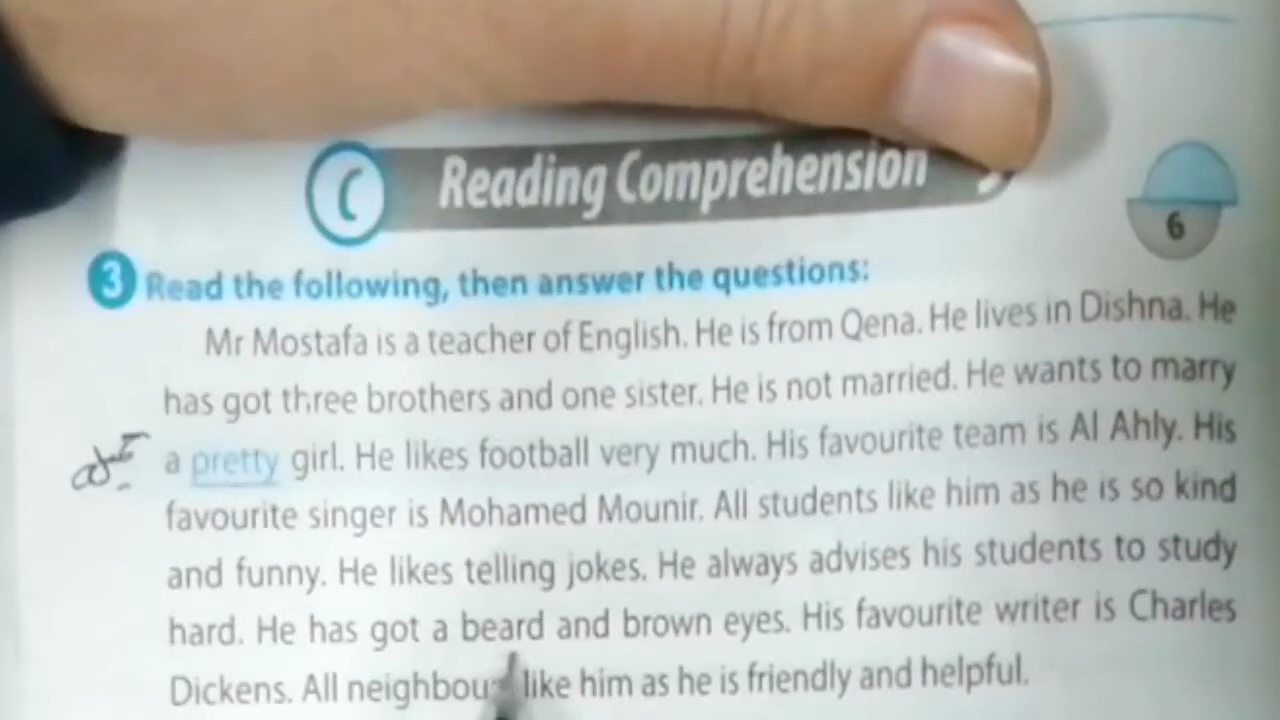 C Reading Comprehension
6
3 Read the following, then answer the questions:
Mr Mostafa is a teacher of English. He is from Qena. He lives in Dishna. He
has got three brothers and one sister. He is not married. He wants to marry
a pretty girl. He likes football very much. His favourite team is Al Ahly. His
favourite singer is Mohamed Mounir. All students like him as he is so kind
and funny. He likes telling jokes. He always advises his students to study
hard. He has got a beard and brown eyes. His favourite writer is Charles
Dickens. All like him as he is friendly and helpful.